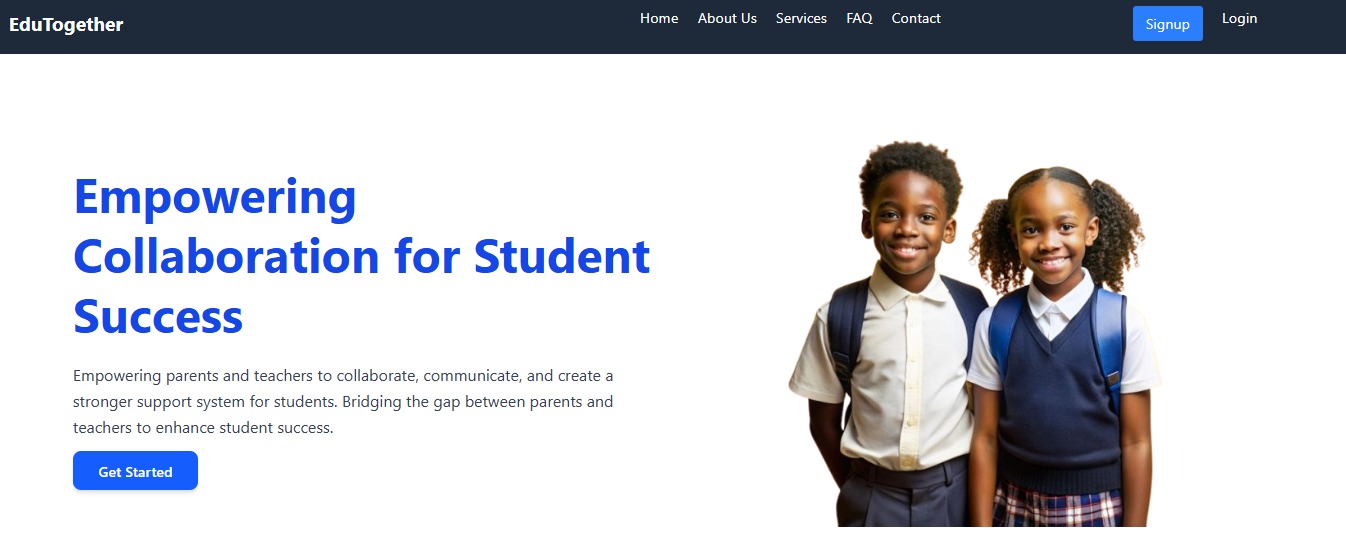 EduTogether
Home About Us Services FAQ Contact
Signup Login
Empowering
Collaboration for Student
Success
Empowering parents and teachers to collaborate, communicate, and create a
stronger support system for students. Bridging the gap between parents and
teachers to enhance student success.
Get Started